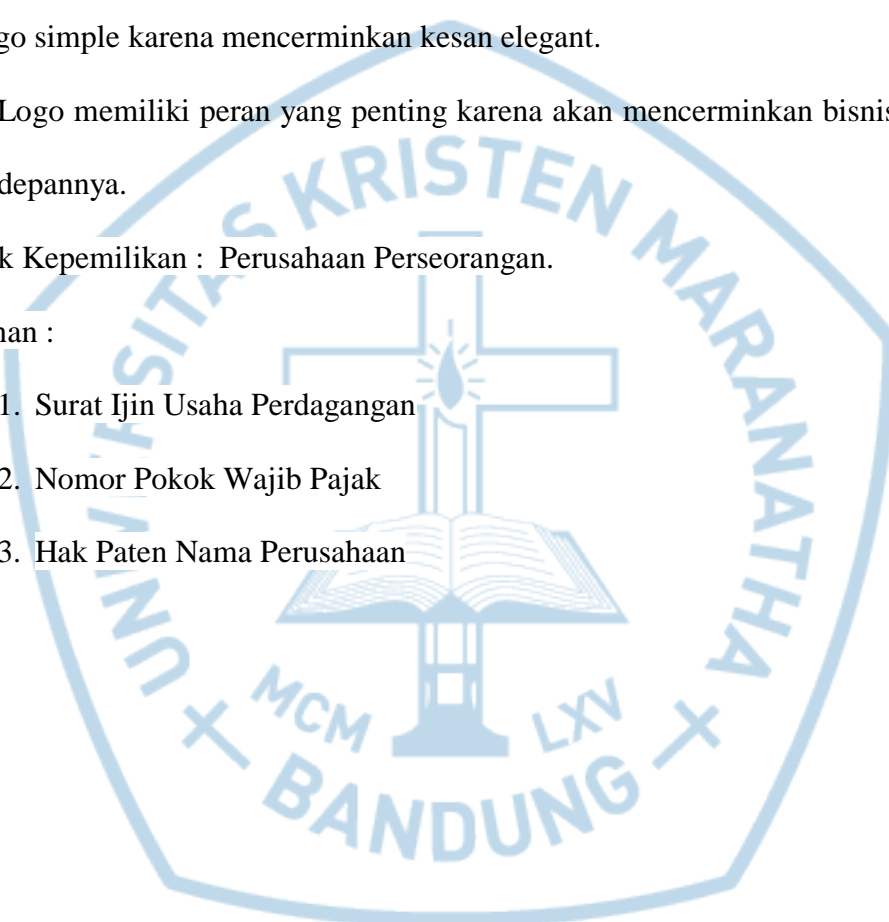 go simple karena mencerminkan kesan elegant.
Logo memiliki peran yang penting karena akan mencerminkan bisnis
depannya.
k Kepemilikan : Perusahaan Perseorangan.
nan :
1. Surat Ijin Usaha Perdagangan
2. Nomor Pokok Wajib Pajak
3. Hak Paten Nama Perusahaan
KRISTEN MARANATHA
MCM LXV
BANDUNG